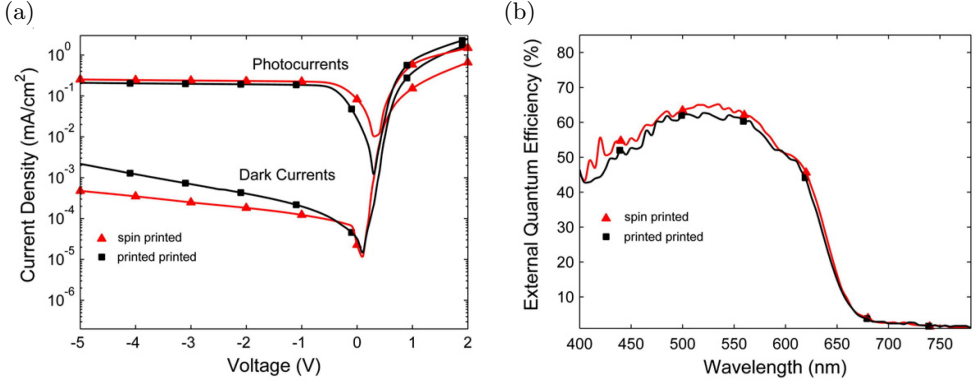 (a)
10^0
10^-1
10^-2
10^-3
10^-4
10^-5
10^-6
Current Density (mA/cm^2)
Photocurrents
Dark Currents
spin printed
printed printed
-5 -4 -3 -2 -1 0 1 2
Voltage (V)
(b)
80
70
60
50
40
30
20
10
External Quantum Efficiency (%)
spin printed
printed printed
400 450 500 550 600 650 700 750
Wavelength (nm)